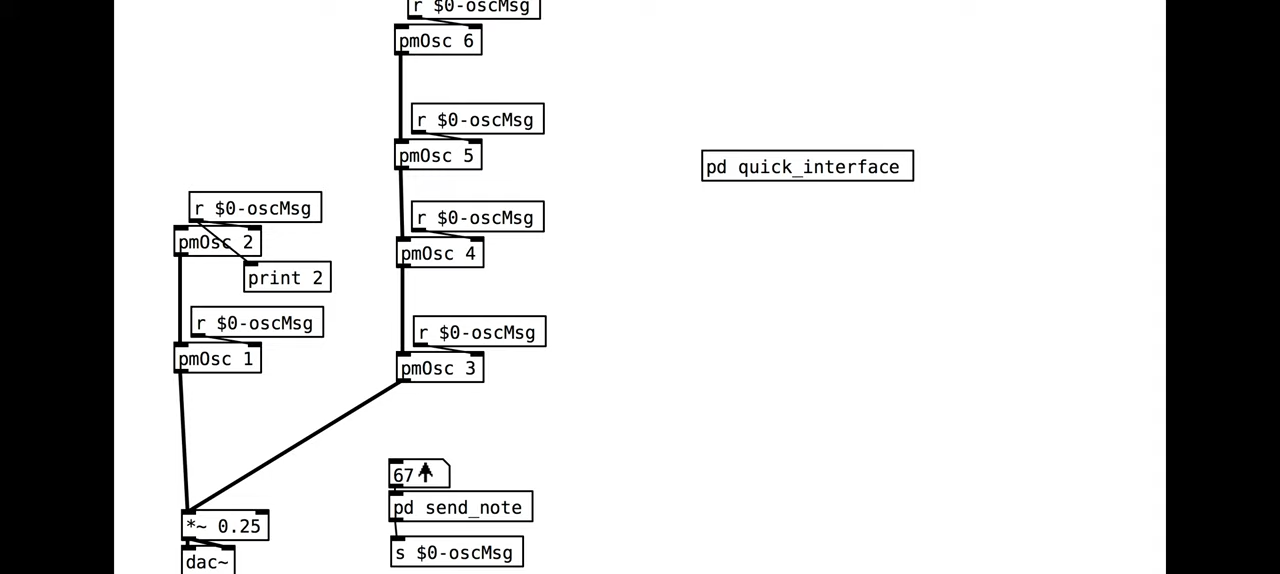 r $0-oscMsg
pmOsc 6
r $0-oscMsg
pmOsc 5
pd quick_interface
r $0-oscMsg
pmOsc 2
print 2
r $0-oscMsg
pmOsc 4
r $0-oscMsg
pmOsc 1
r $0-oscMsg
pmOsc 3
67
pd send_note
*~ 0.25
s $0-oscMsg
dac~